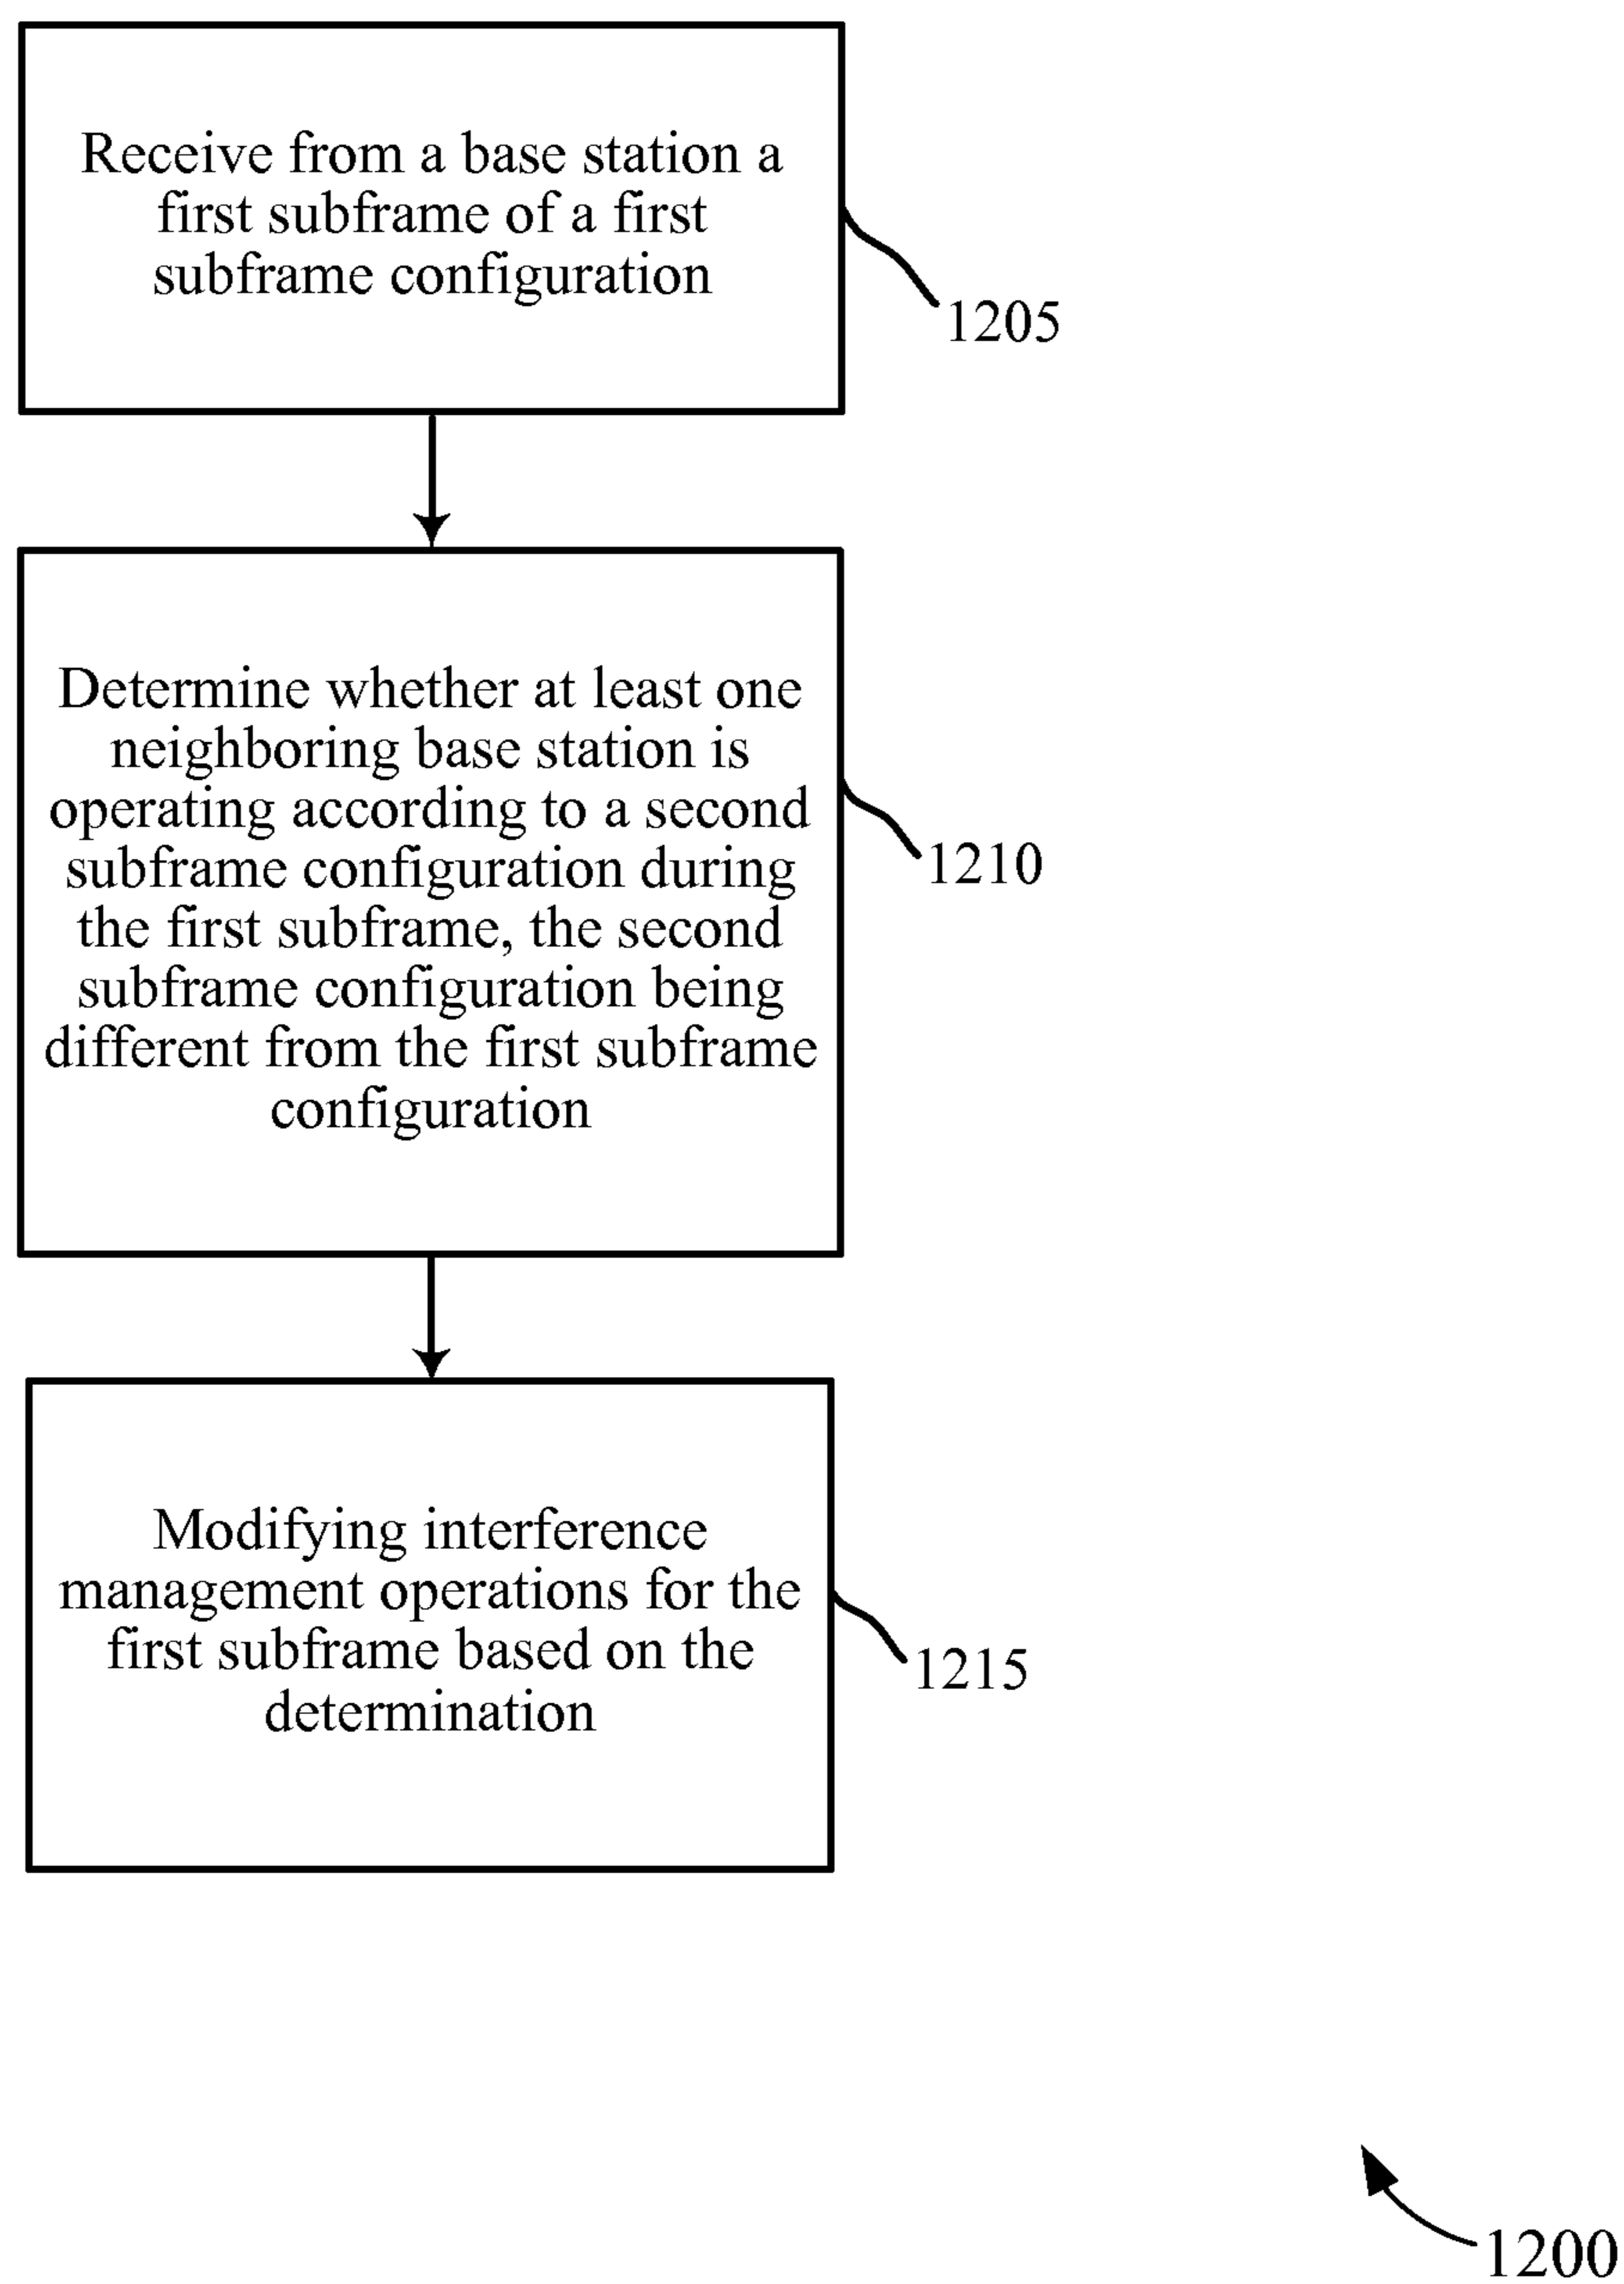 Receive from a base station a
first subframe of a first
subframe configuration
1205
Determine whether at least one
neighboring base station is
operating according to a second
subframe configuration during
the first subframe, the second
subframe configuration being
different from the first subframe
configuration
1210
Modifying interference
management operations for the
first subframe based on the
determination
1215
1200